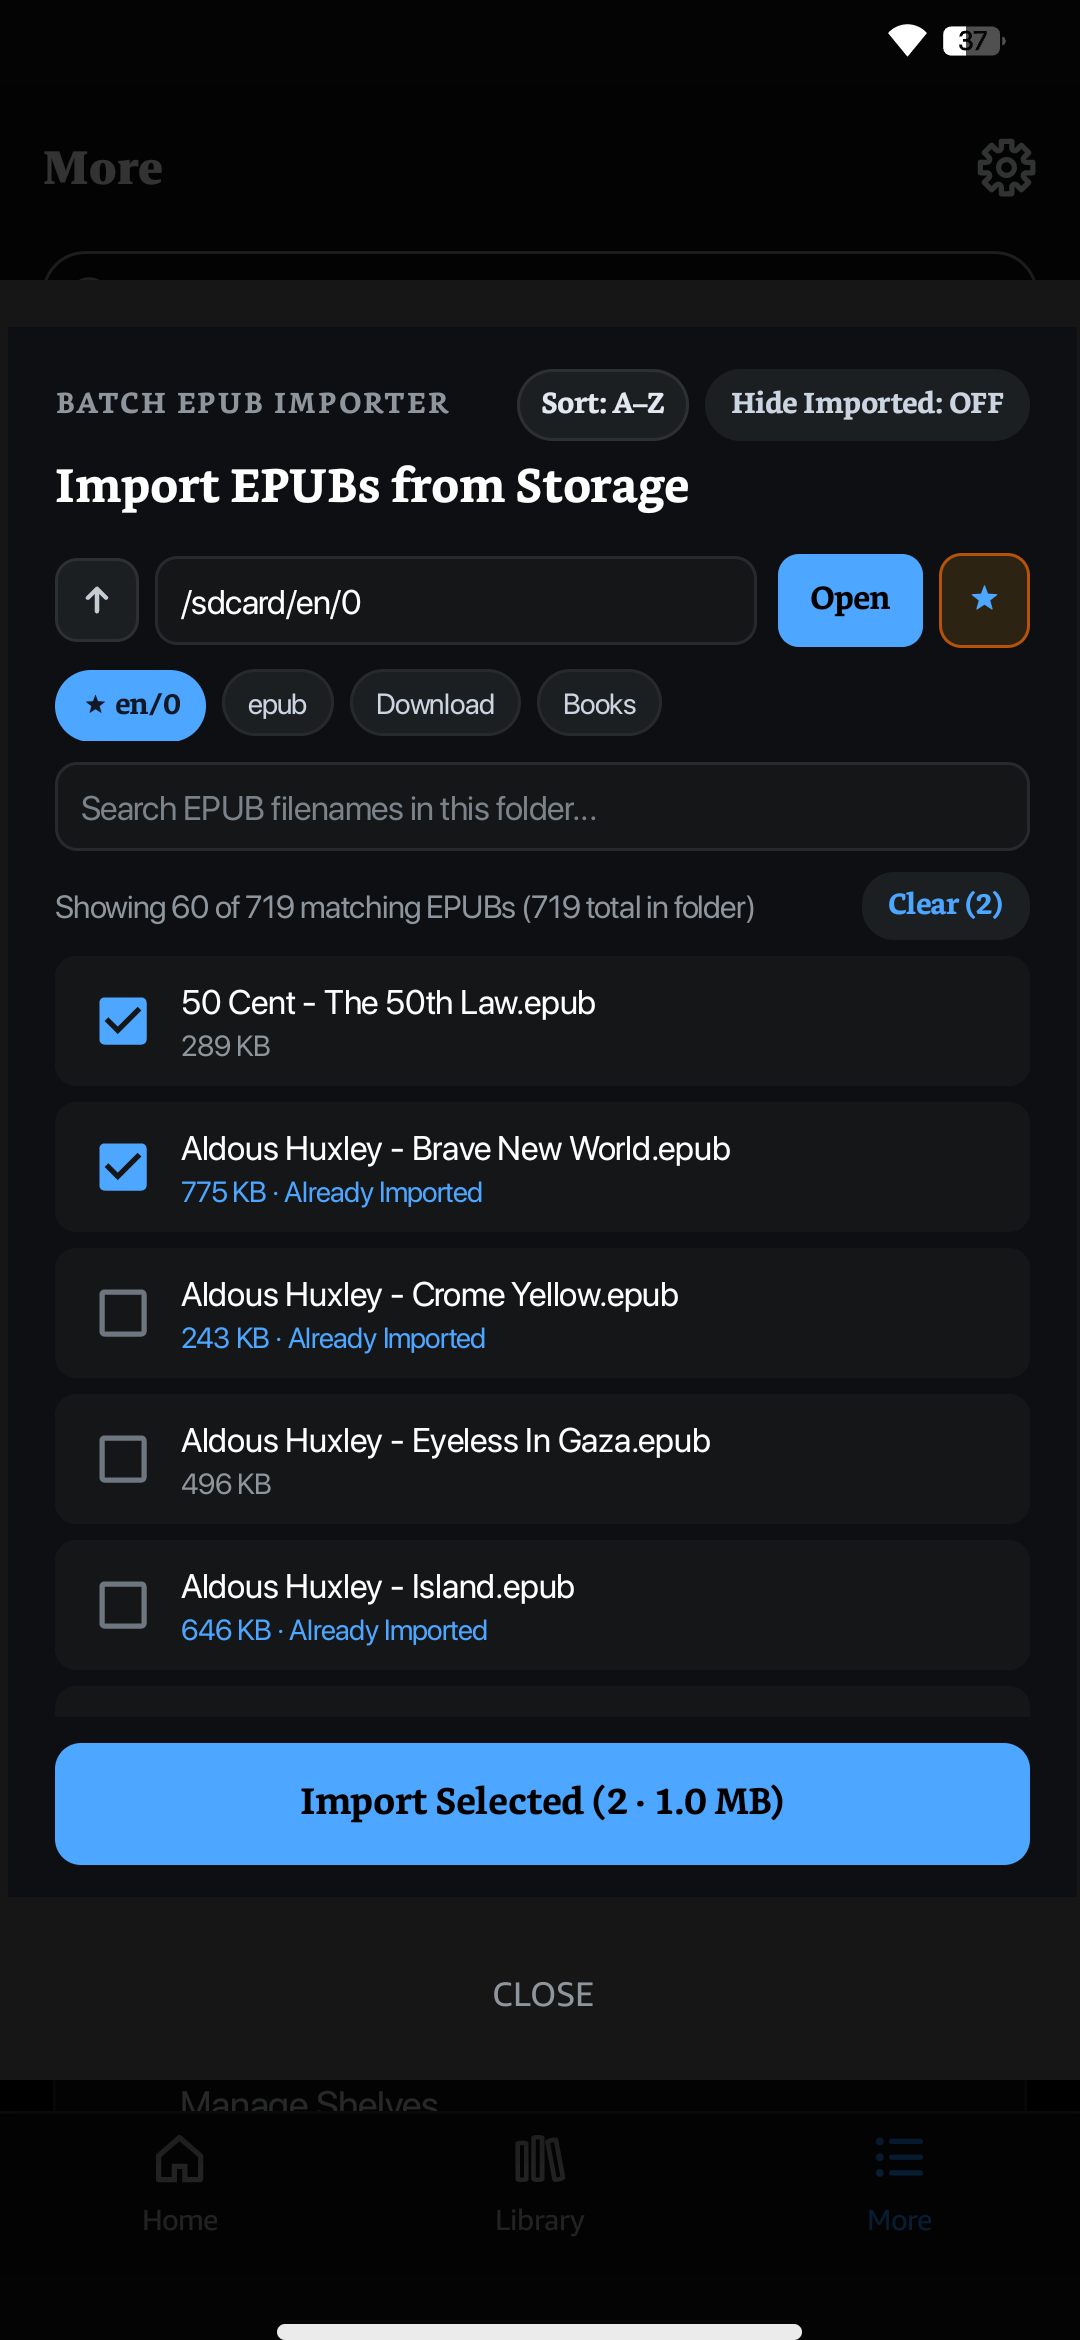 37
More
BATCH EPUB IMPORTER
Sort: A–Z
Hide Imported: OFF
Import EPUBs from Storage
/sdcard/en/0
Open
★ en/0
epub
Download
Books
Search EPUB filenames in this folder...
Showing 60 of 719 matching EPUBs (719 total in folder)
Clear (2)
50 Cent - The 50th Law.epub
289 KB
Aldous Huxley - Brave New World.epub
775 KB · Already Imported
Aldous Huxley - Crome Yellow.epub
243 KB · Already Imported
Aldous Huxley - Eyeless In Gaza.epub
496 KB
Aldous Huxley - Island.epub
646 KB · Already Imported
Import Selected (2 · 1.0 MB)
CLOSE
Manage Shelves
Home
Library
More